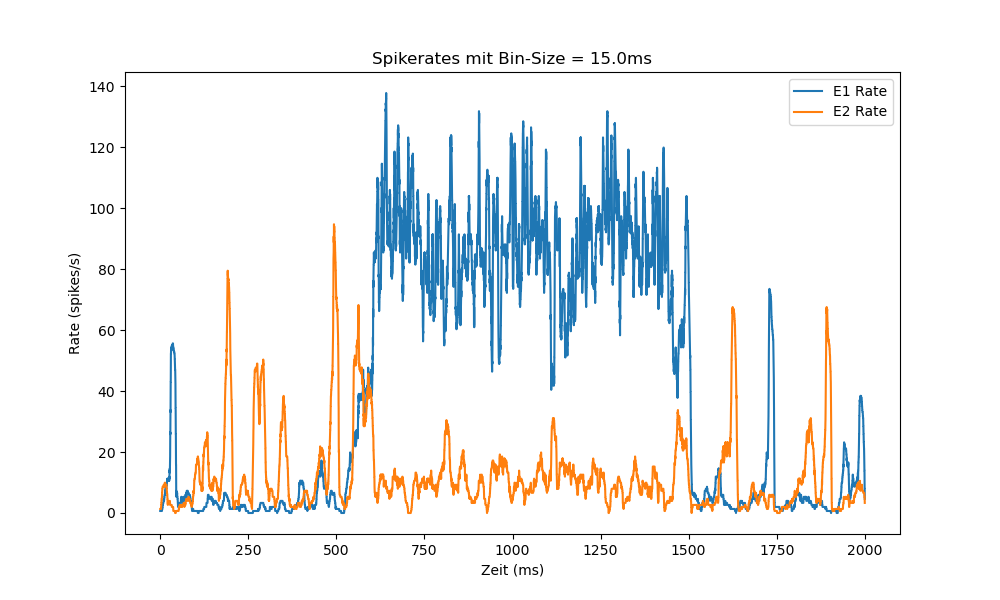 Spikerates mit Bin-Size = 15.0ms
E1 Rate
E2 Rate
140
120
100
80
60
40
20
0
Rate (spikes/s)
0 250 500 750 1000 1250 1500 1750 2000
Zeit (ms)